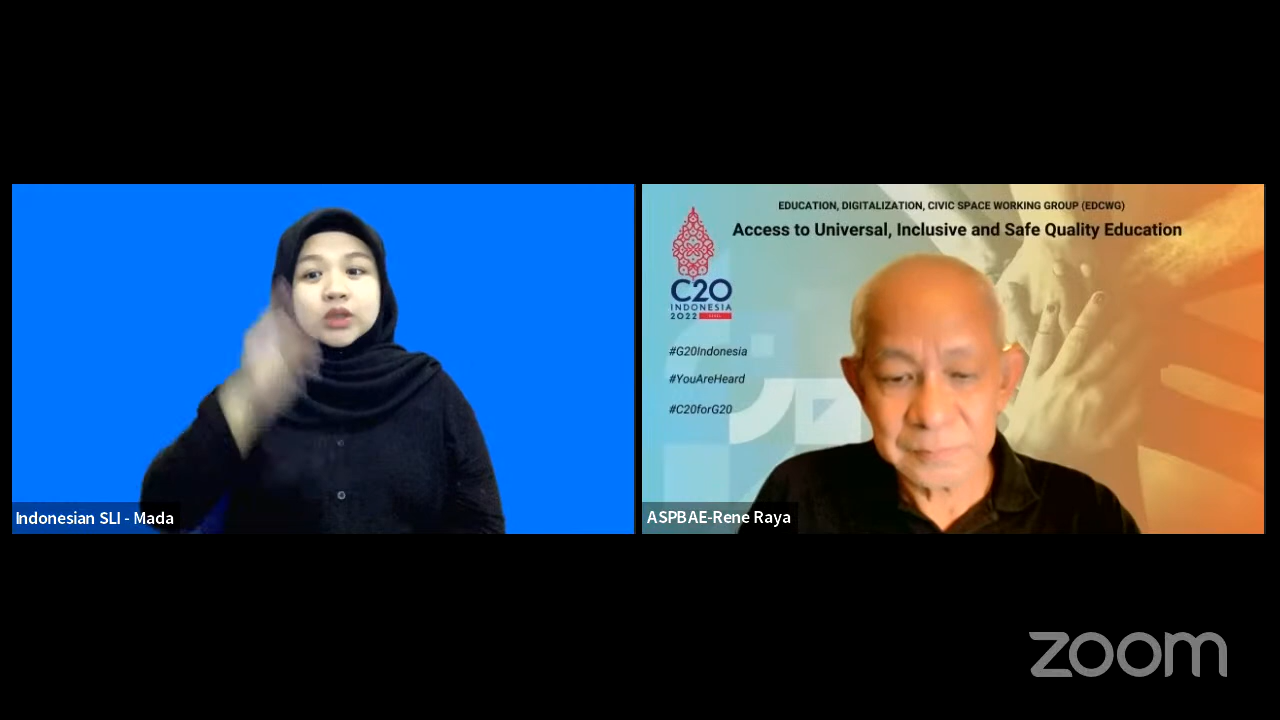 EDUCATION, DIGITALIZATION, CIVIC SPACE WORKING GROUP (EDCWG)
Access to Universal, Inclusive and Safe Quality Education
C20
INDONESIA
2022
#G20Indonesia
#YouAreHeard
#C20forG20
Indonesian SLI - Mada
ASPBAE-Rene Raya
zoom